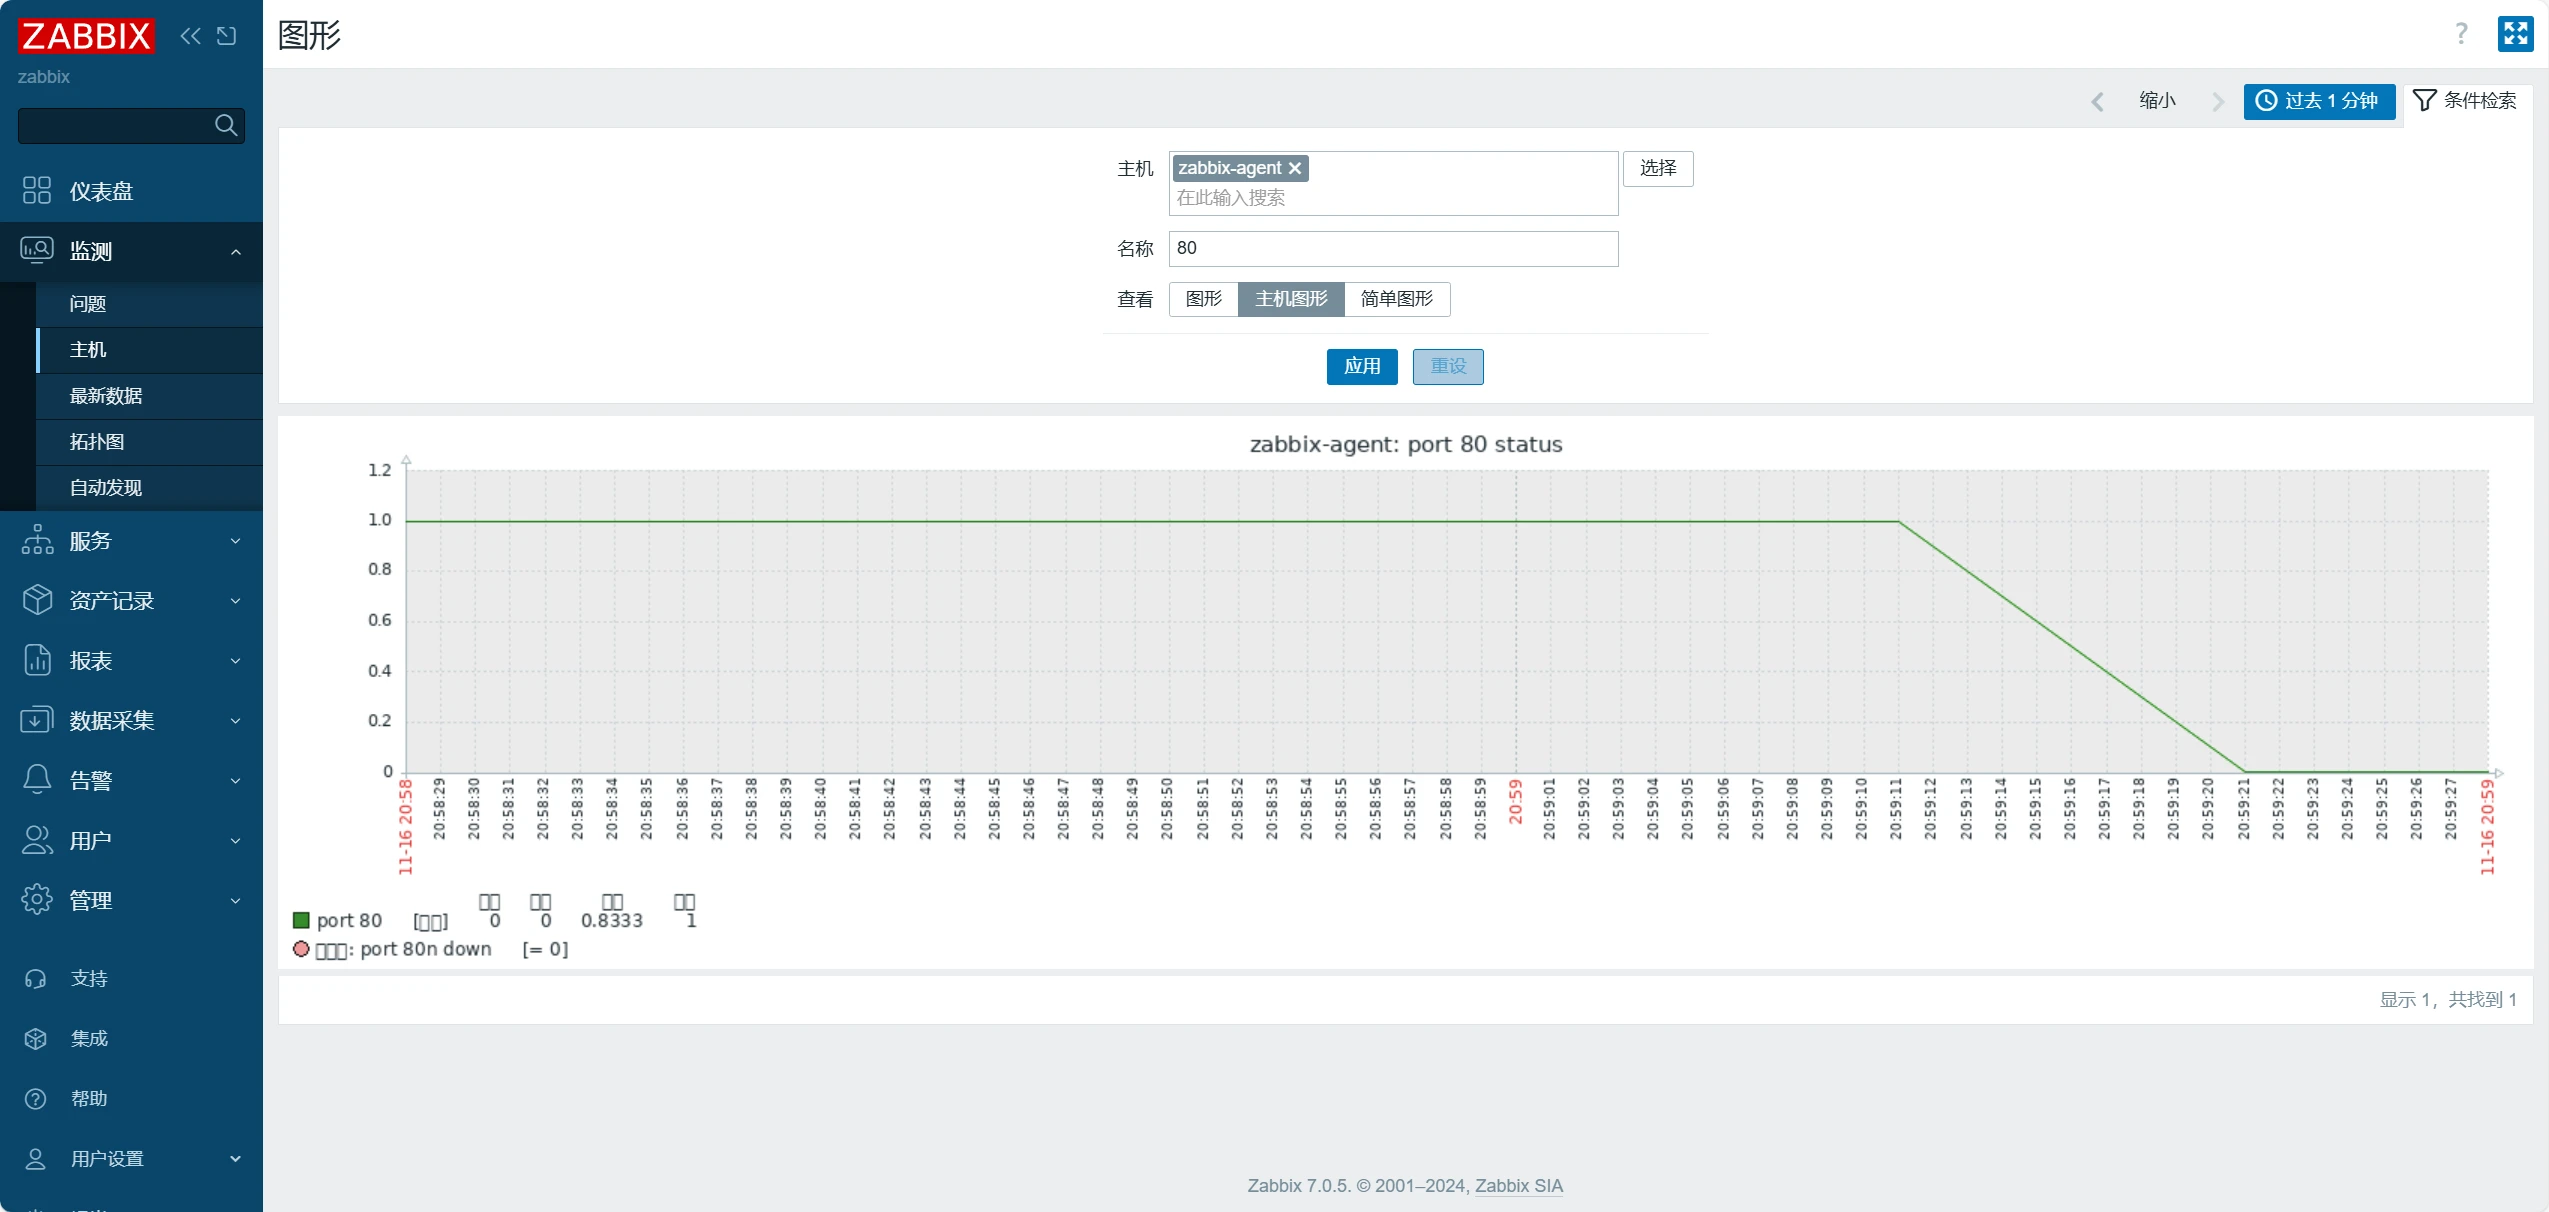 ZABBIX
zabbix
仪表盘
监测
问题
主机
最新数据
拓扑图
自动发现
服务
资产记录
报表
数据采集
告警
用户
管理
支持
集成
帮助
用户设置
图形
?
缩小
过去 1 分钟
条件检索
主机
zabbix-agent
在此输入搜索
选择
名称
80
查看
图形
主机图形
简单图形
应用
重设
zabbix-agent: port 80 status
1.2
1.0
0.8
0.6
0.4
0.2
0
11-16 20:58
20:58:29
20:58:30
20:58:31
20:58:32
20:58:33
20:58:34
20:58:35
20:58:36
20:58:37
20:58:38
20:58:39
20:58:40
20:58:41
20:58:42
20:58:43
20:58:44
20:58:45
20:58:46
20:58:47
20:58:48
20:58:49
20:58:50
20:58:51
20:58:52
20:58:53
20:58:54
20:58:55
20:58:56
20:58:57
20:58:58
20:58:59
20:59
20:59:01
20:59:02
20:59:03
20:59:04
20:59:05
20:59:06
20:59:07
20:59:08
20:59:09
20:59:10
20:59:11
20:59:12
20:59:13
20:59:14
20:59:15
20:59:16
20:59:17
20:59:18
20:59:19
20:59:20
20:59:21
20:59:22
20:59:23
20:59:24
20:59:25
20:59:26
20:59:27
11-16 20:59
port 80 [□□] 0 0 0.8333 1
□□□: port 80n down [= 0]
显示 1，共找到 1
Zabbix 7.0.5. © 2001–2024, Zabbix SIA